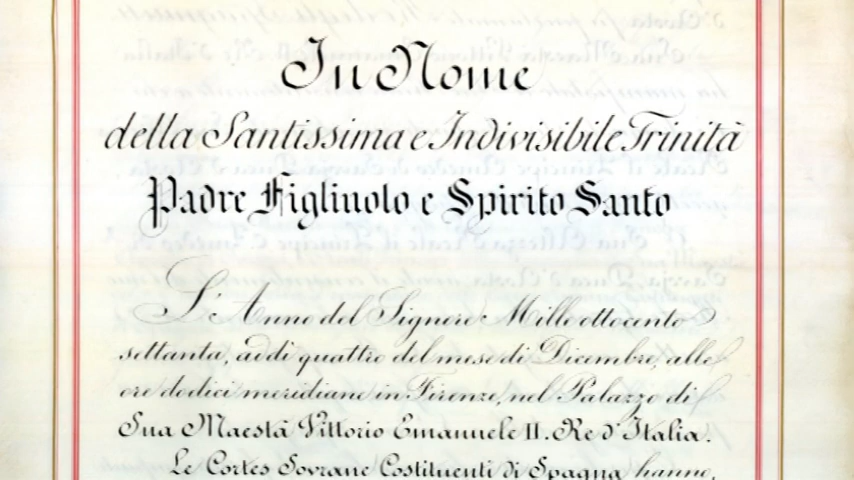 In Nome
della Santissima e Indivisibile Trinità
Padre Figliuolo e Spirito Santo
L'Anno del Signore Mille ottocento
settanta, addi quattro del mese di Dicembre, alle
ore dodici meridiane in Firenze, nel Palazzo di
Sua Maestà Vittorio Emanuele II. Re d'Italia.
Le Cortes Sovrane Costituenti di Spagna hanno,